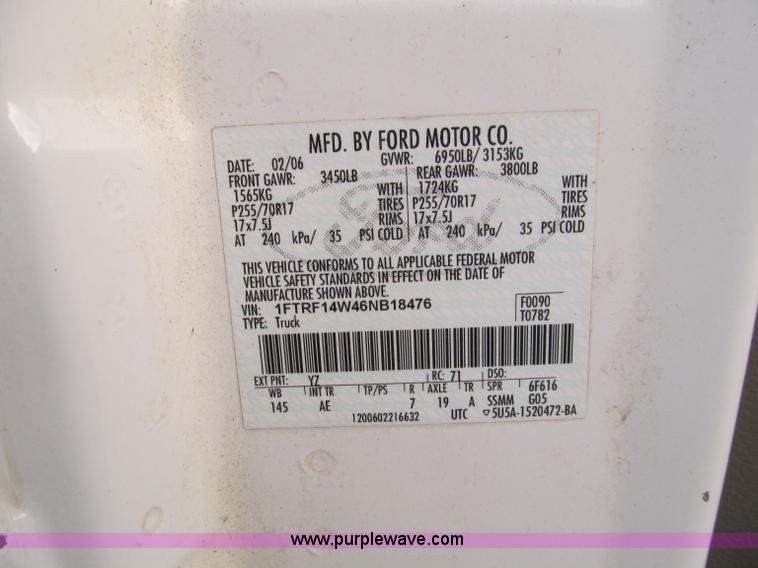 MFD. BY FORD MOTOR CO.
DATE: 02/06 GVWR: 6950LB/ 3153KG
FRONT GAWR: 3450LB REAR GAWR: 3800LB
1565KG WITH 1724KG WITH
P255/70R17 TIRES P255/70R17 TIRES
17x7.5J RIMS 17x7.5J RIMS
AT 240 kPa/ 35 PSI COLD AT 240 kPa/ 35 PSI COLD
Ford
THIS VEHICLE CONFORMS TO ALL APPLICABLE FEDERAL MOTOR
VEHICLE SAFETY STANDARDS IN EFFECT ON THE DATE OF
MANUFACTURE SHOWN ABOVE.
VIN: 1FTRF14W46NB18476 F0090
TYPE: Truck T0782
EXT PNT: YZ RC: 71 DSO:
WB INT TR TP/PS R AXLE TR SPR 6F616
145 AE 7 19 A SSMM G05
1200602216632 UTC ▽5U5A-1520472-BA
www.purplewave.com